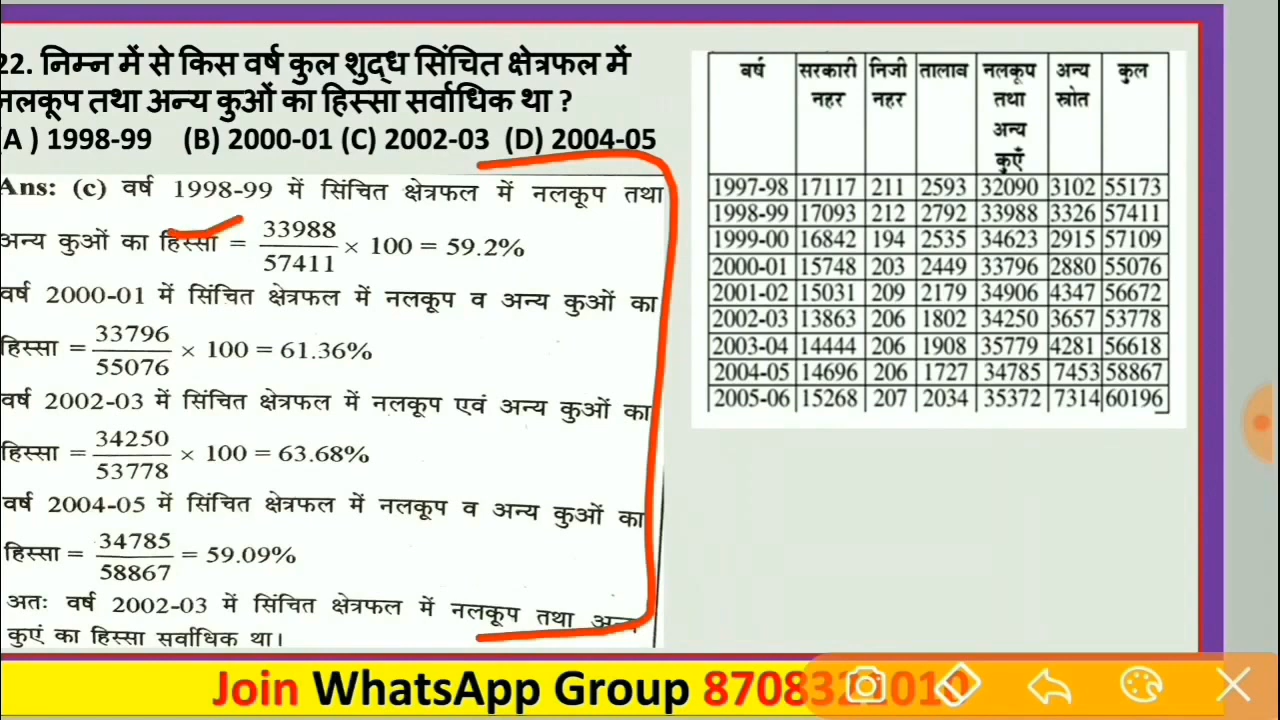 22. निम्न में से किस वर्ष कुल शुद्ध सिंचित क्षेत्रफल में
नलकूप तथा अन्य कुओं का हिस्सा सर्वाधिक था ?
(A ) 1998-99 (B) 2000-01 (C) 2002-03 (D) 2004-05
Ans: (c) वर्ष 1998-99 में सिंचित क्षेत्रफल में नलकूप तथा
अन्य कुओं का हिस्सा = 33988/57411 × 100 = 59.2%
वर्ष 2000-01 में सिंचित क्षेत्रफल में नलकूप व अन्य कुओं का
हिस्सा = 33796/55076 × 100 = 61.36%
वर्ष 2002-03 में सिंचित क्षेत्रफल में नलकूप एवं अन्य कुओं का
हिस्सा = 34250/53778 × 100 = 63.68%
वर्ष 2004-05 में सिंचित क्षेत्रफल में नलकूप व अन्य कुओं का
हिस्सा = 34785/58867 = 59.09%
अतः वर्ष 2002-03 में सिंचित क्षेत्रफल में नलकूप तथा अन्य
कुएं का हिस्सा सर्वाधिक था।
वर्ष सरकारी नहर निजी नहर तालाब नलकूप तथा अन्य कुएँ अन्य स्रोत कुल
1997-98 17117 211 2593 32090 3102 55173
1998-99 17093 212 2792 33988 3326 57411
1999-00 16842 194 2535 34623 2915 57109
2000-01 15748 203 2449 33796 2880 55076
2001-02 15031 209 2179 34906 4347 56672
2002-03 13863 206 1802 34250 3657 53778
2003-04 14444 206 1908 35779 4281 56618
2004-05 14696 206 1727 34785 7453 58867
2005-06 15268 207 2034 35372 7314 60196
Join WhatsApp Group